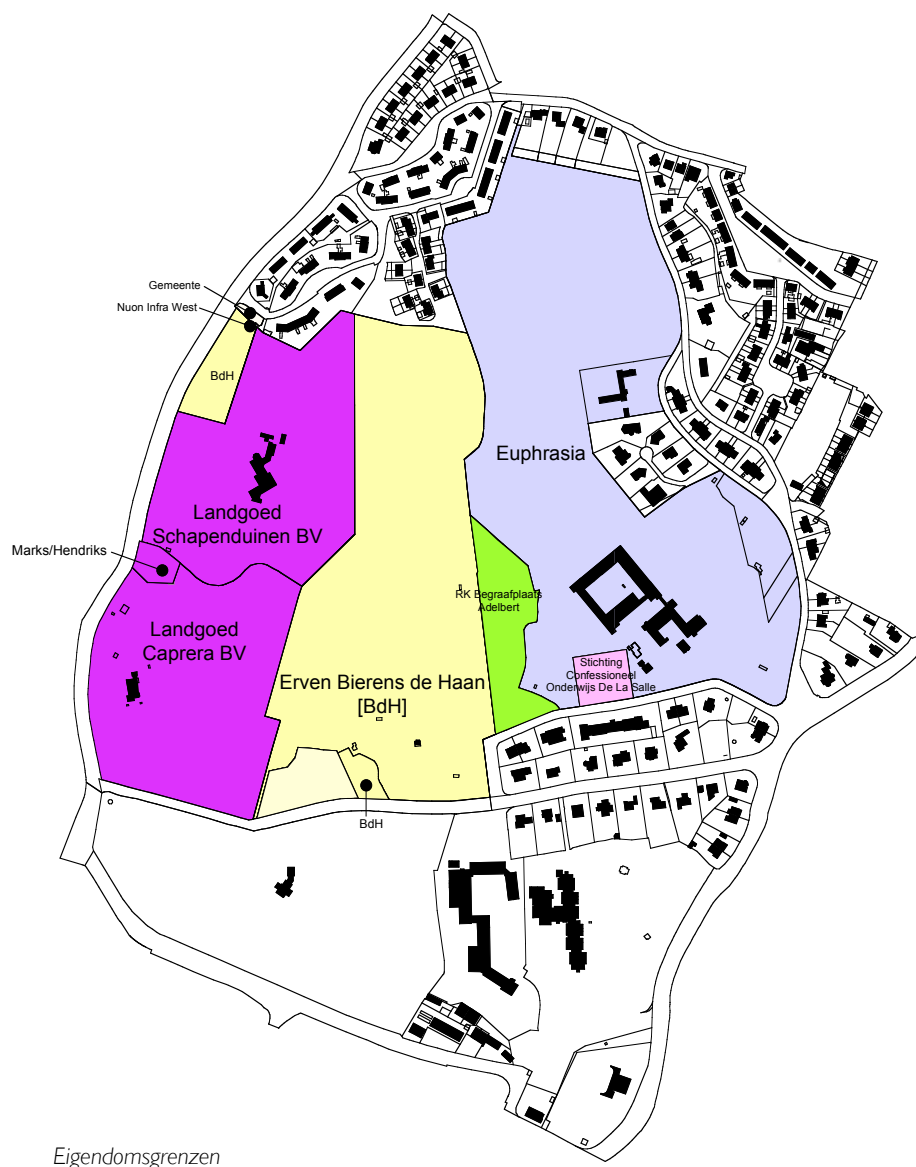 Gemeente
Nuon Infra West
BdH
Euphrasia
Landgoed
Schapenduinen BV
Marks/Hendriks
RK Begraafplaats
Adelbert
Landgoed
Caprera BV
Erven Bierens de Haan
[BdH]
Stichting
Confessioneel
Onderwijs De La Salle
BdH
Eigendomsgrenzen